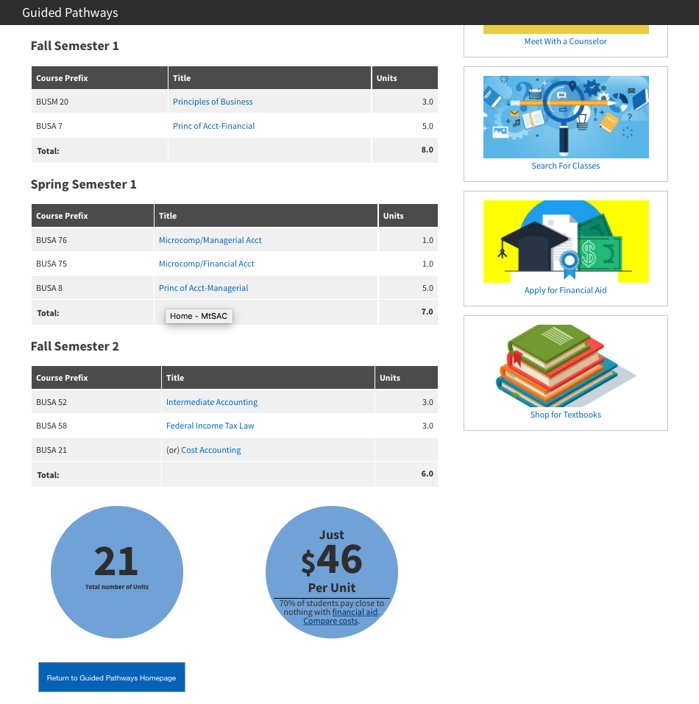 Guided Pathways
Fall Semester 1
Course Prefix Title Units
BUSM 20 Principles of Business 3.0
BUSA 7 Princ of Acct-Financial 5.0
Total: 8.0
Spring Semester 1
Course Prefix Title Units
BUSA 76 Microcomp/Managerial Acct 1.0
BUSA 75 Microcomp/Financial Acct 1.0
BUSA 8 Princ of Acct-Managerial 5.0
Total: 7.0
Home - MtSAC
Fall Semester 2
Course Prefix Title Units
BUSA 52 Intermediate Accounting 3.0
BUSA 58 Federal Income Tax Law 3.0
BUSA 21 (or) Cost Accounting
Total: 6.0
21
Total number of Units
Just
$46
Per Unit
70% of students pay close to
nothing with financial aid.
Compare costs.
Return to Guided Pathways Homepage
Meet With a Counselor
Search For Classes
$
Apply for Financial Aid
Shop for Textbooks